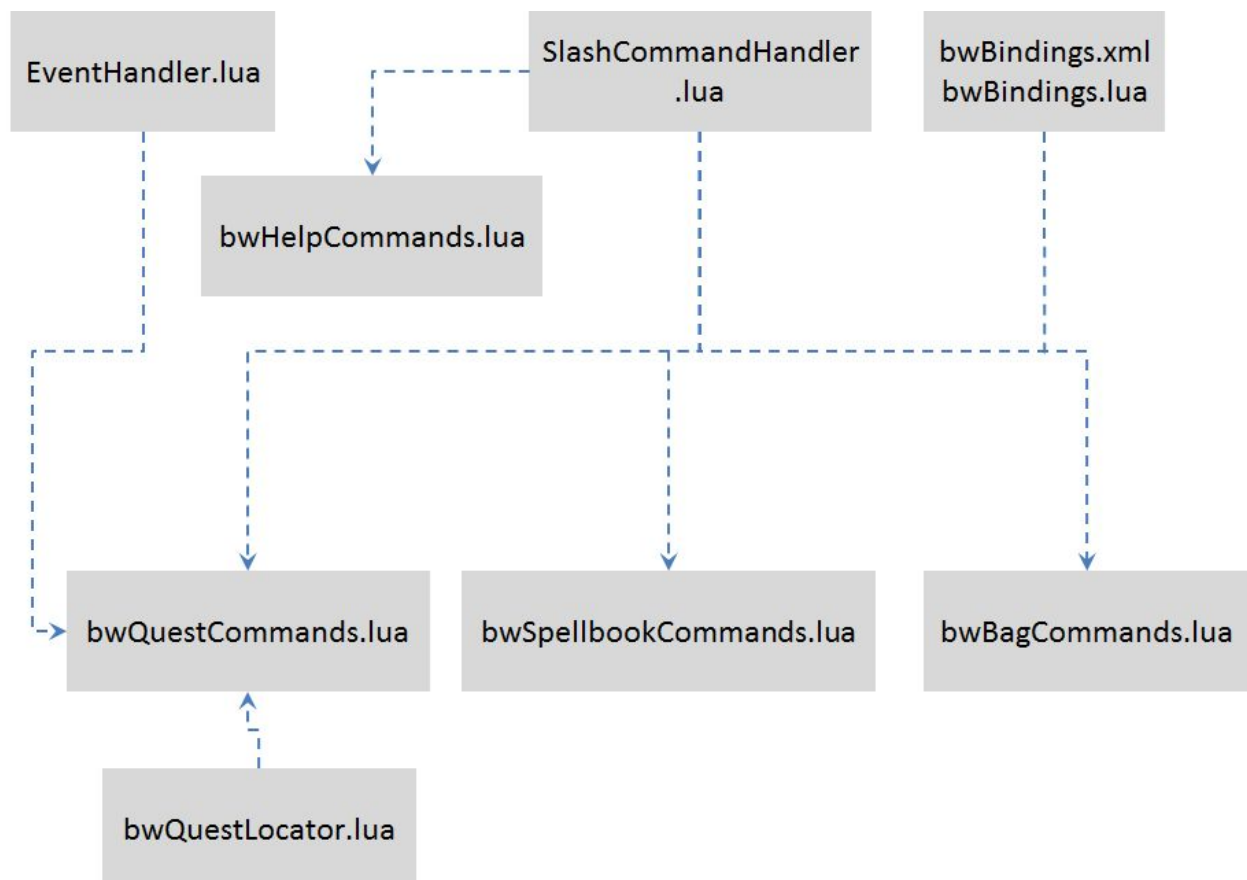 EventHandler.lua
SlashCommandHandler
.lua
bwBindings.xml
bwBindings.lua
bwHelpCommands.lua
bwQuestCommands.lua
bwSpellbookCommands.lua
bwBagCommands.lua
bwQuestLocator.lua